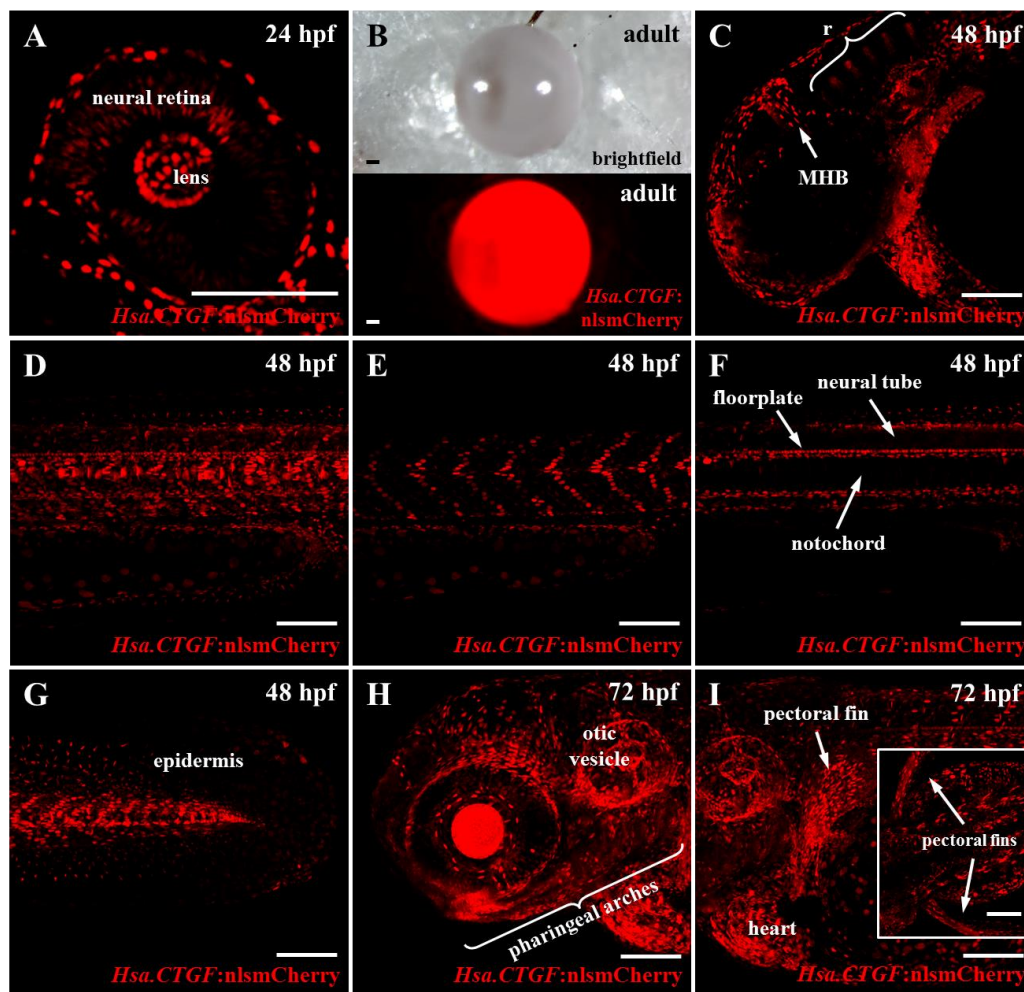 A
24 hpf
neural retina
lens
Hsa.CTGF:nlsmCherry
B
adult
brightfield
adult
Hsa.CTGF:
nlsmCherry
C
r
48 hpf
MHB
Hsa.CTGF:nlsmCherry
D
48 hpf
Hsa.CTGF:nlsmCherry
E
48 hpf
Hsa.CTGF:nlsmCherry
F
48 hpf
neural tube
floorplate
notochord
Hsa.CTGF:nlsmCherry
G
48 hpf
epidermis
Hsa.CTGF:nlsmCherry
H
72 hpf
otic
vesicle
pharingeal arches
Hsa.CTGF:nlsmCherry
I
72 hpf
pectoral fin
pectoral fins
heart
Hsa.CTGF:nlsmCherry